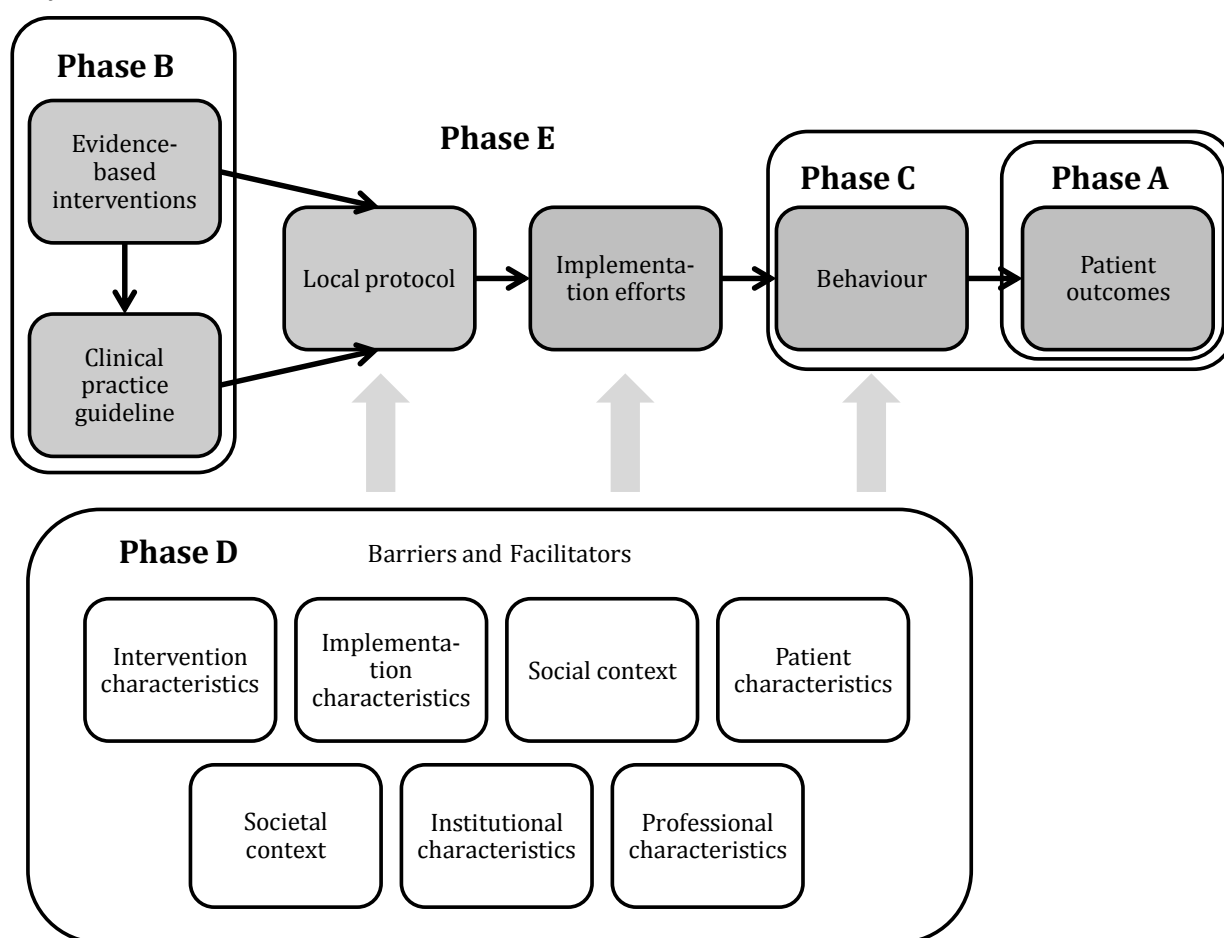 Phase B
Evidence-
based
interventions
Clinical
practice
guideline
Phase E
Local protocol
Implementa-
tion efforts
Phase C
Behaviour
Phase A
Patient
outcomes
Phase D
Barriers and Facilitators
Intervention
characteristics
Implementa-
tion
characteristics
Social context
Patient
characteristics
Societal
context
Institutional
characteristics
Professional
characteristics